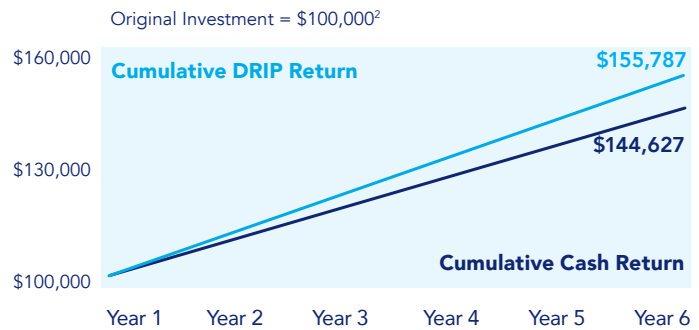 Original Investment = $100,000²
$160,000
Cumulative DRIP Return
$155,787
$144,627
$130,000
Cumulative Cash Return
$100,000
Year 1 Year 2 Year 3 Year 4 Year 5 Year 6